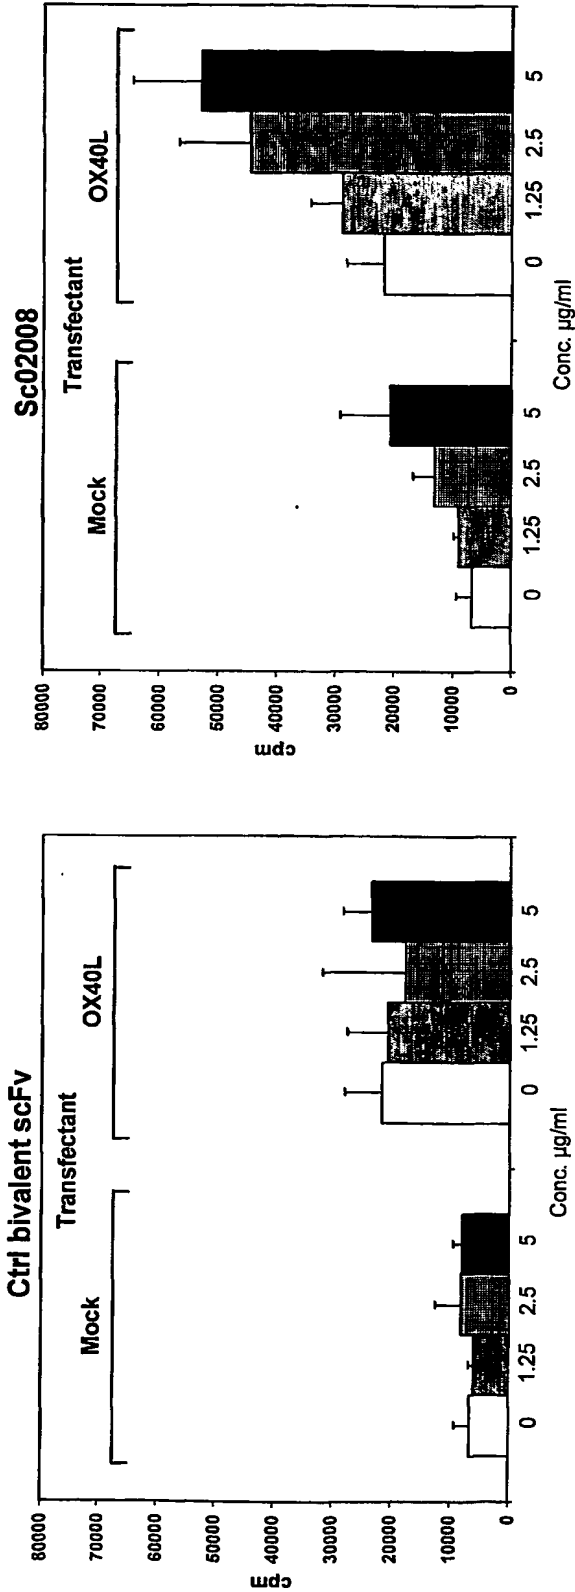 Ctrl bivalent scFv
Transfectant
Mock
OX40L
80000
70000
60000
50000
40000
30000
20000
10000
0
cpm
0 1.25 2.5 5 0 1.25 2.5 5
Conc. µg/ml
Sc02008
Transfectant
Mock
OX40L
80000
70000
60000
50000
40000
30000
20000
10000
0
cpm
0 1.25 2.5 5 0 1.25 2.5 5
Conc. µg/ml